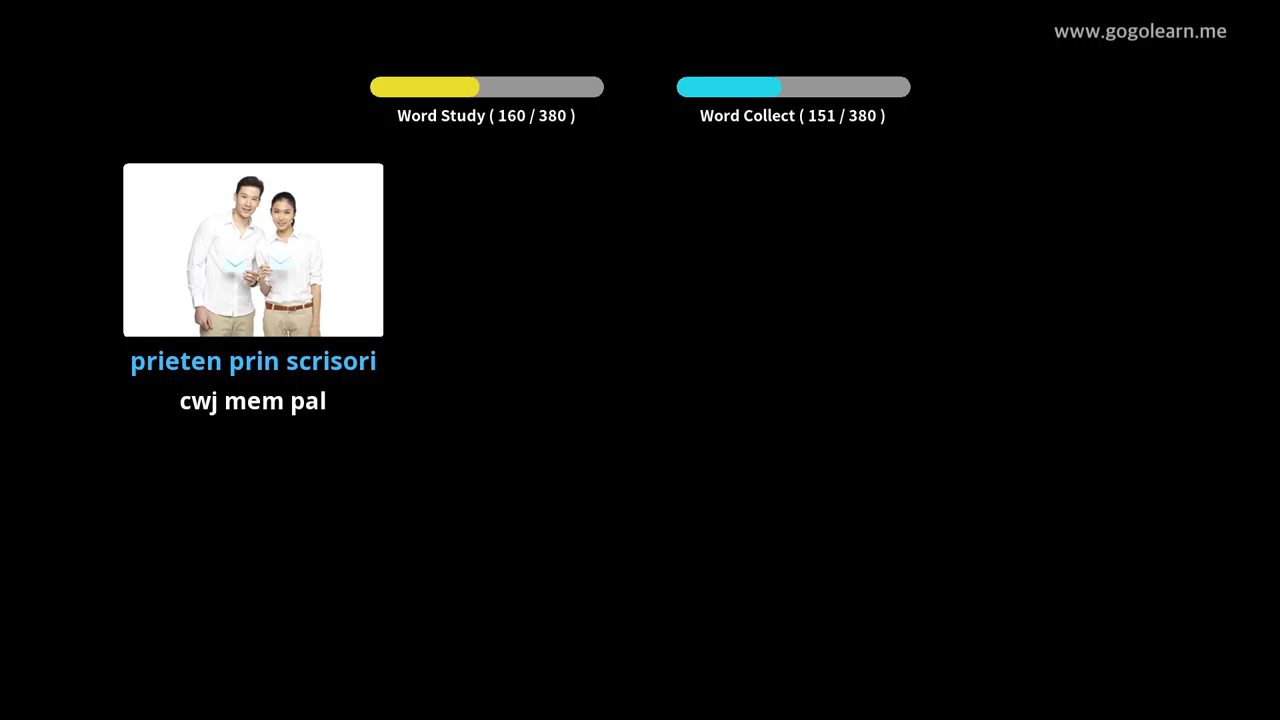 www.gogolearn.me
Word Study ( 160 / 380 )
Word Collect ( 151 / 380 )
prieten prin scrisori
cwj mem pal